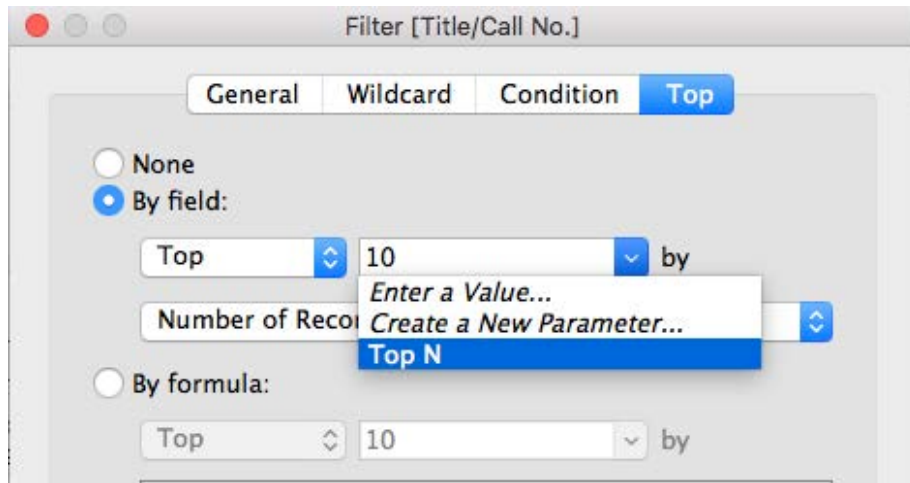 Filter [Title/Call No.]
General Wildcard Condition Top
None
By field:
Top 10 by
Enter a Value...
Number of Recor
Create a New Parameter...
Top N
By formula:
Top 10 by